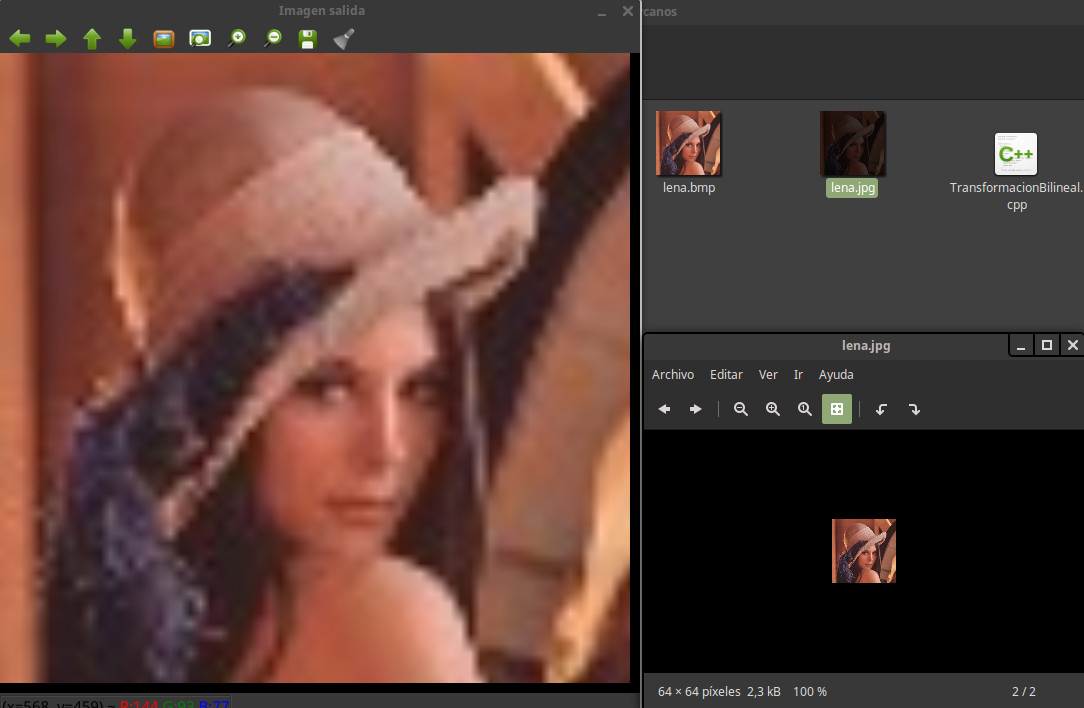 Imagen salida
rcanos
lena.bmp
lena.jpg
C++
TransformacionBilineal.
cpp
lena.jpg
Archivo Editar Ver Ir Ayuda
64 × 64 píxeles 2,3 kB 100 %
2 / 2
(x=568, y=459) ~ R:144 G:93 B:77